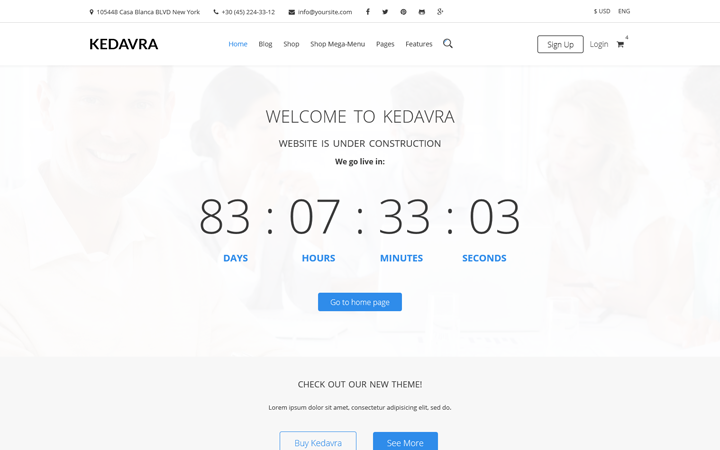 105448 Casa Blanca BLVD New York
+30 (45) 224-33-12
info@yoursite.com
$ USD
ENG
KEDAVRA
Home
Blog
Shop
Shop Mega-Menu
Pages
Features
Sign Up
Login
4
WELCOME TO KEDAVRA
WEBSITE IS UNDER CONSTRUCTION
We go live in:
83 : 07 : 33 : 03
DAYS HOURS MINUTES SECONDS
Go to home page
CHECK OUT OUR NEW THEME!
Lorem ipsum dolor sit amet, consectetur adipisicing elit, sed do.
Buy Kedavra
See More